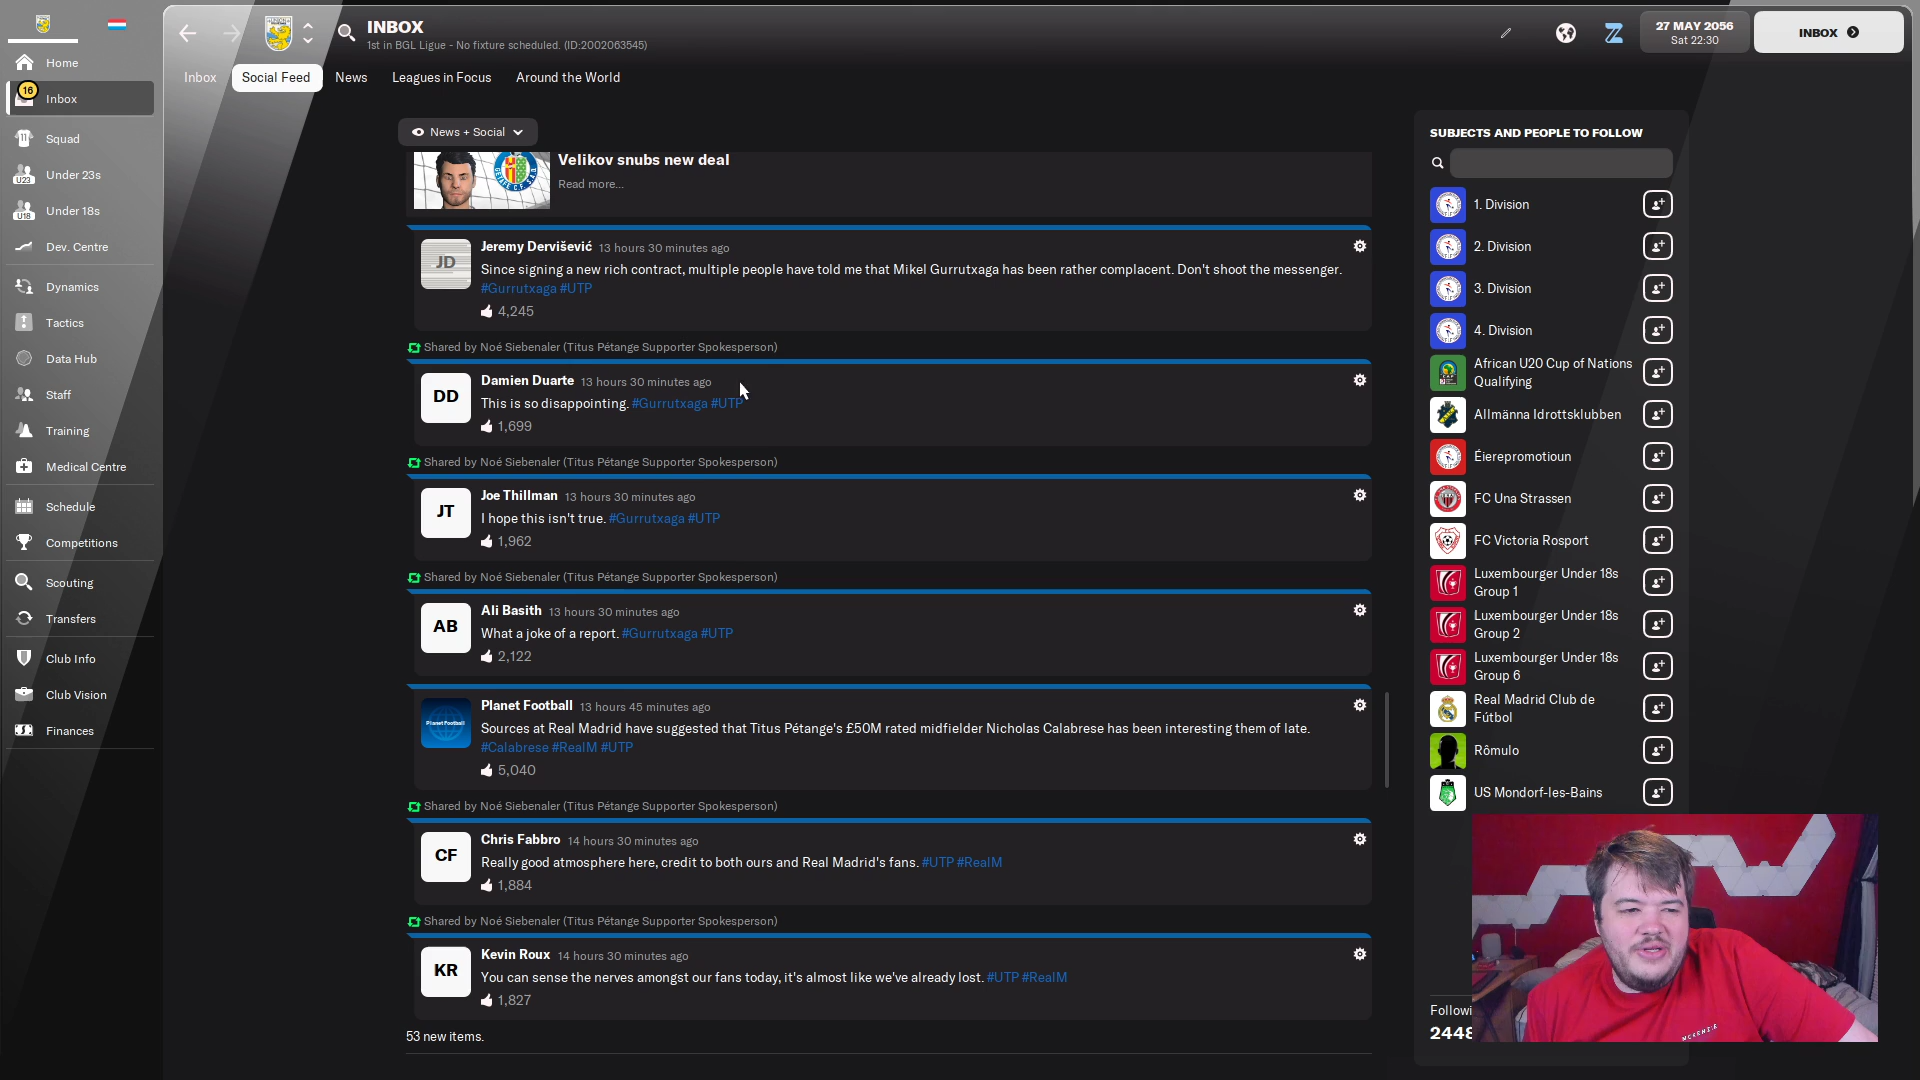 INBOX
1st in BGL Ligue - No fixture scheduled. (ID:2002063545)
27 MAY 2056
Sat 22:30
INBOX
Inbox
Social Feed
News
Leagues in Focus
Around the World
Home
16
Inbox
11
Squad
U23
Under 23s
U18
Under 18s
Dev. Centre
Dynamics
Tactics
Data Hub
Staff
Training
Medical Centre
Schedule
Competitions
Scouting
Transfers
Club Info
Club Vision
Finances
News + Social
Velikov snubs new deal
Read more...
JD
Jeremy Dervišević 13 hours 30 minutes ago
Since signing a new rich contract, multiple people have told me that Mikel Gurrutxaga has been rather complacent. Don't shoot the messenger.
#Gurrutxaga #UTP
4,245
Shared by Noé Siebenaler (Titus Pétange Supporter Spokesperson)
DD
Damien Duarte 13 hours 30 minutes ago
This is so disappointing. #Gurrutxaga #UTP
1,699
Shared by Noé Siebenaler (Titus Pétange Supporter Spokesperson)
JT
Joe Thillman 13 hours 30 minutes ago
I hope this isn't true. #Gurrutxaga #UTP
1,962
Shared by Noé Siebenaler (Titus Pétange Supporter Spokesperson)
AB
Ali Basith 13 hours 30 minutes ago
What a joke of a report. #Gurrutxaga #UTP
2,122
Planet Football
Planet Football 13 hours 45 minutes ago
Sources at Real Madrid have suggested that Titus Pétange's £50M rated midfielder Nicholas Calabrese has been interesting them of late.
#Calabrese #RealM #UTP
5,040
Shared by Noé Siebenaler (Titus Pétange Supporter Spokesperson)
CF
Chris Fabbro 14 hours 30 minutes ago
Really good atmosphere here, credit to both ours and Real Madrid's fans. #UTP #RealM
1,884
Shared by Noé Siebenaler (Titus Pétange Supporter Spokesperson)
KR
Kevin Roux 14 hours 30 minutes ago
You can sense the nerves amongst our fans today, it's almost like we've already lost. #UTP #RealM
1,827
53 new items.
SUBJECTS AND PEOPLE TO FOLLOW
1. Division
2. Division
3. Division
4. Division
African U20 Cup of Nations
Qualifying
Allmänna Idrottsklubben
Éierepromotioun
FC Una Strassen
FC Victoria Rosport
Luxembourger Under 18s
Group 1
Luxembourger Under 18s
Group 2
Luxembourger Under 18s
Group 6
Real Madrid Club de
Fútbol
Rômulo
US Mondorf-les-Bains
Followi
2448
MCKENZIE